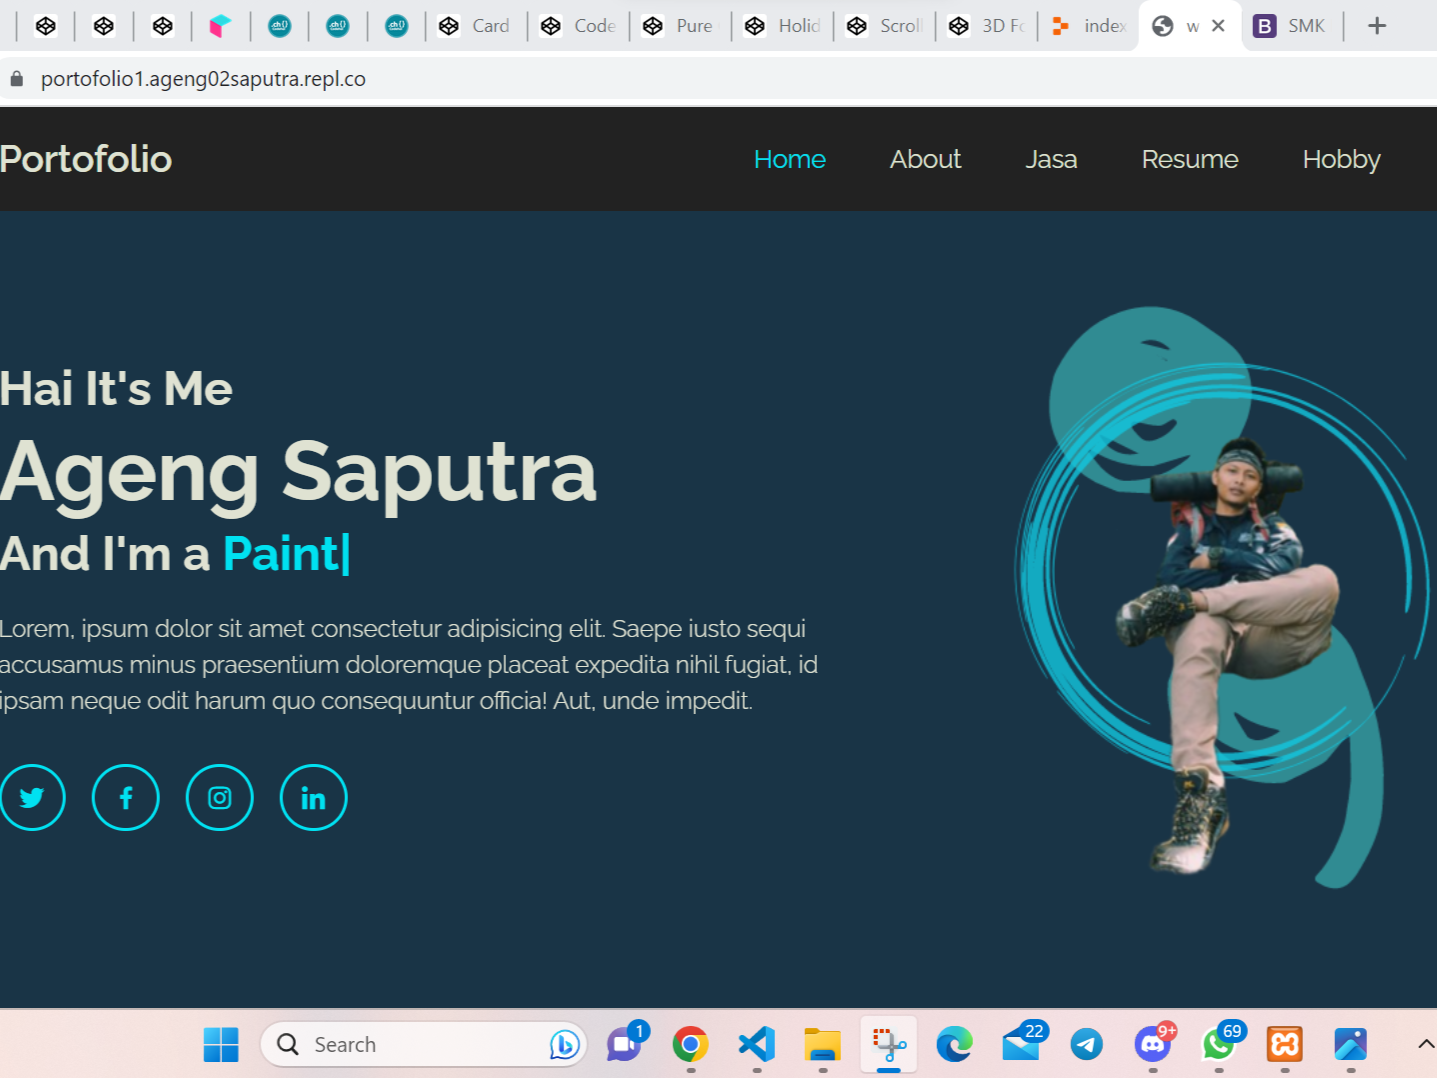 Card
Code
Pure
Holid
Scroll
3D Fo
index
w
SMK
portofolio1.ageng02saputra.repl.co
Portofolio
Home
About
Jasa
Resume
Hobby
Hai It's Me
Ageng Saputra
And I'm a Paint|
Lorem, ipsum dolor sit amet consectetur adipisicing elit. Saepe iusto sequi
accusamus minus praesentium doloremque placeat expedita nihil fugiat, id
ipsam neque odit harum quo consequuntur officia! Aut, unde impedit.
Search
1
22
9+
69